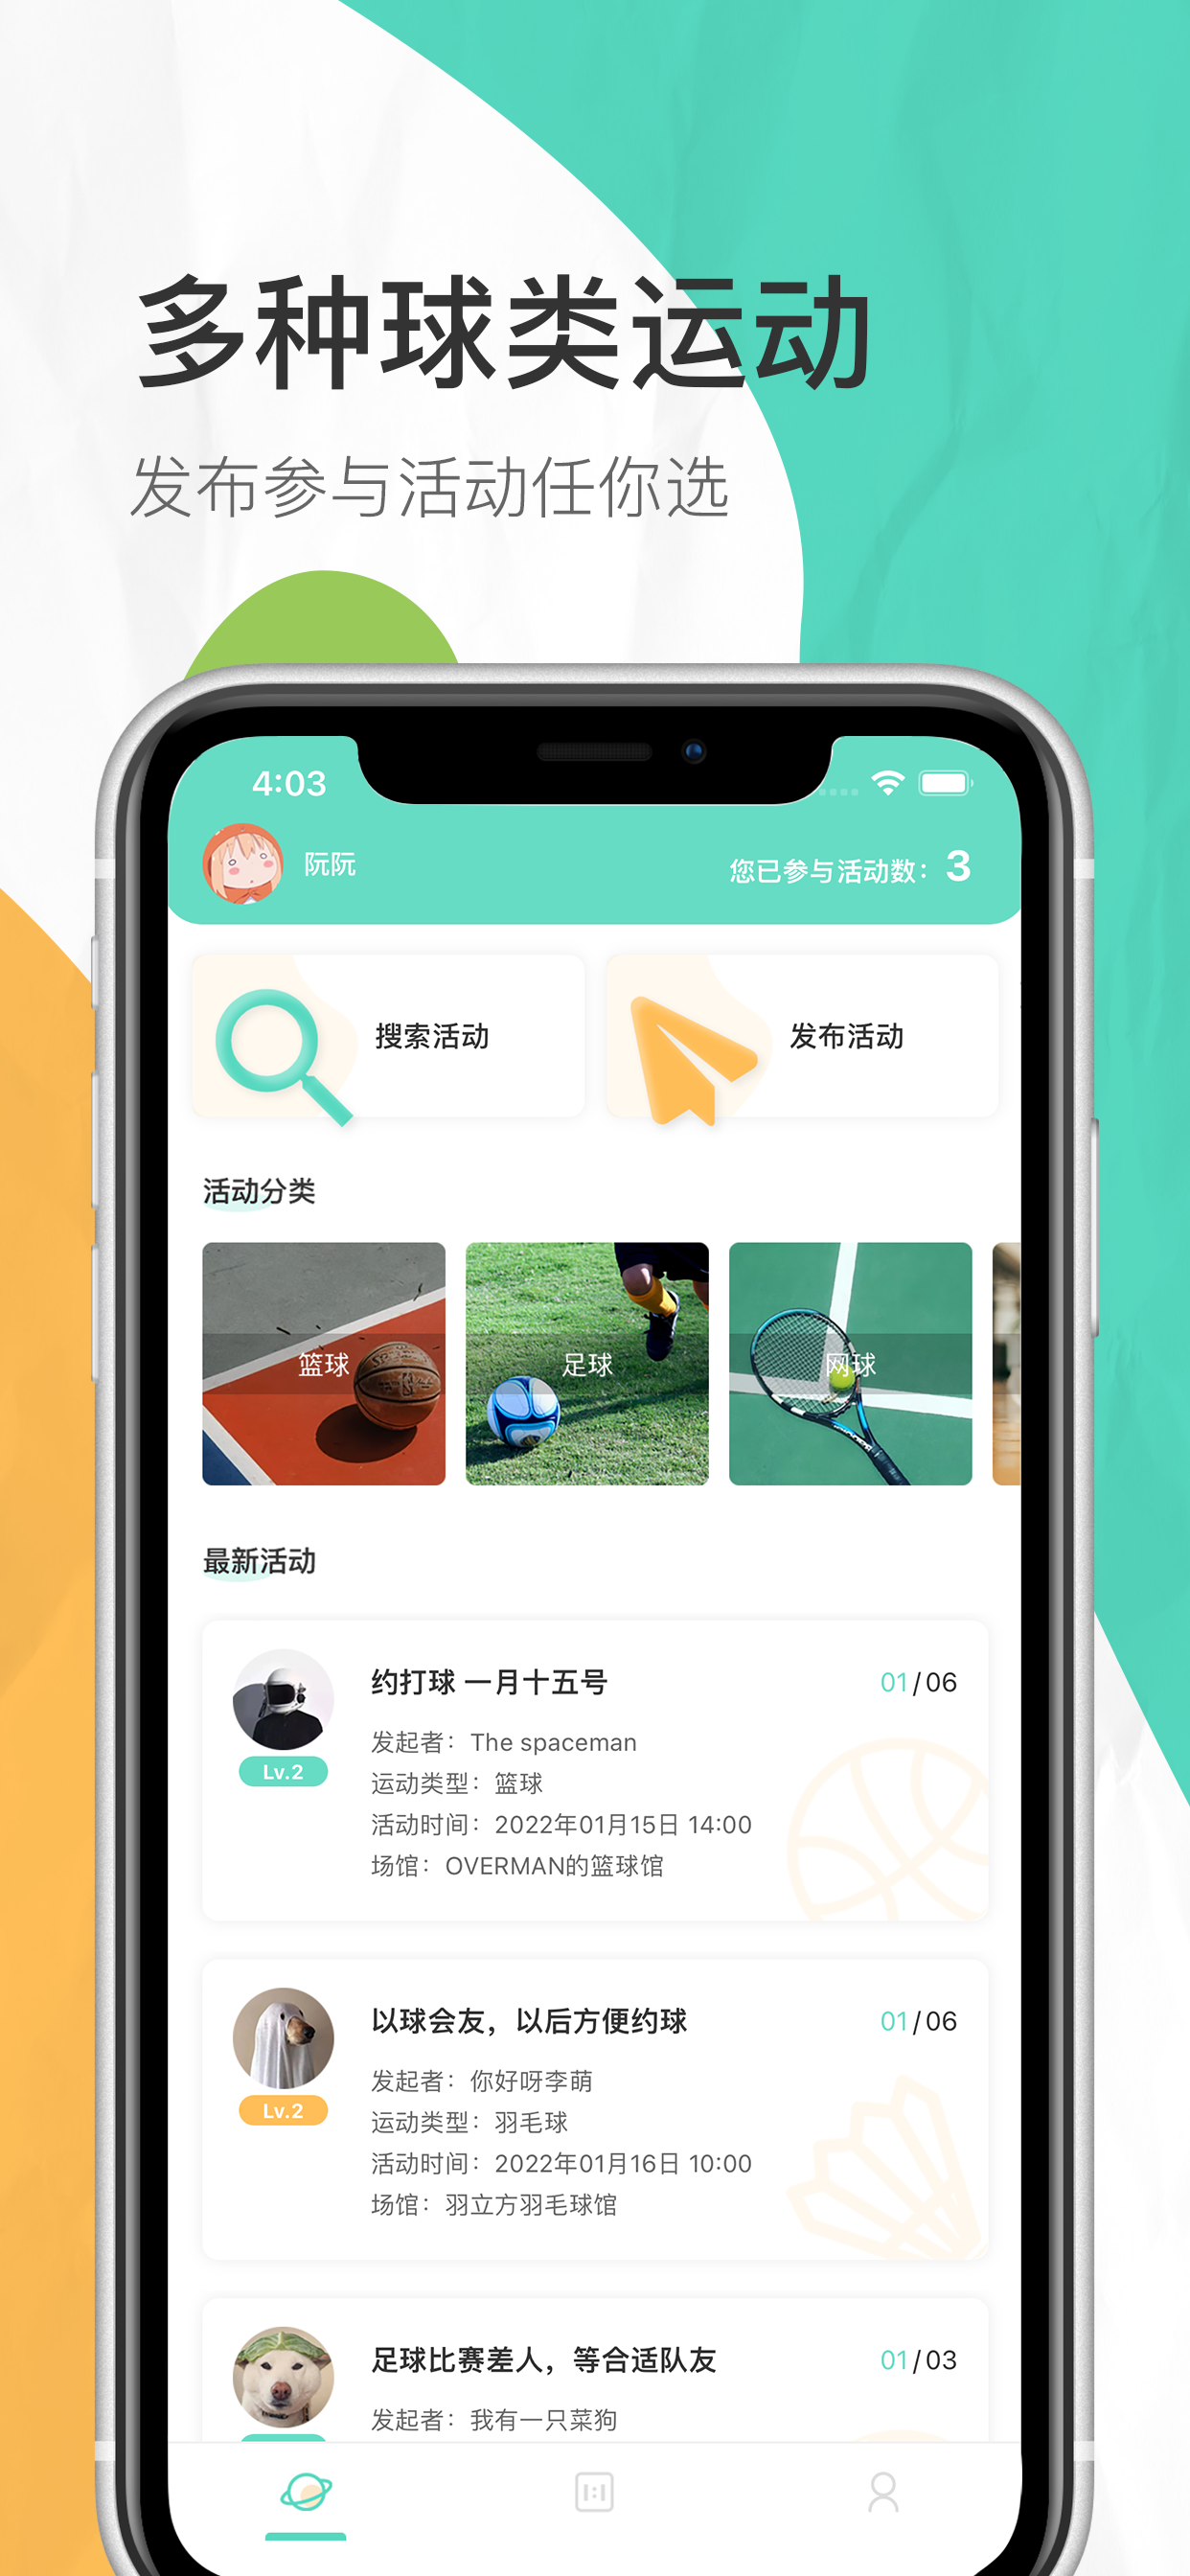 多种球类运动
发布参与活动任你选
4:03
阮阮
您已参与活动数：3
搜索活动
发布活动
活动分类
篮球
足球
网球
最新活动
约打球 一月十五号
01/06
发起者：The spaceman
Lv.2
运动类型：篮球
活动时间：2022年01月15日 14:00
场馆：OVERMAN的篮球馆
以球会友，以后方便约球
01/06
发起者：你好呀李萌
Lv.2
运动类型：羽毛球
活动时间：2022年01月16日 10:00
场馆：羽立方羽毛球馆
足球比赛差人，等合适队友
01/03
发起者：我有一只菜狗